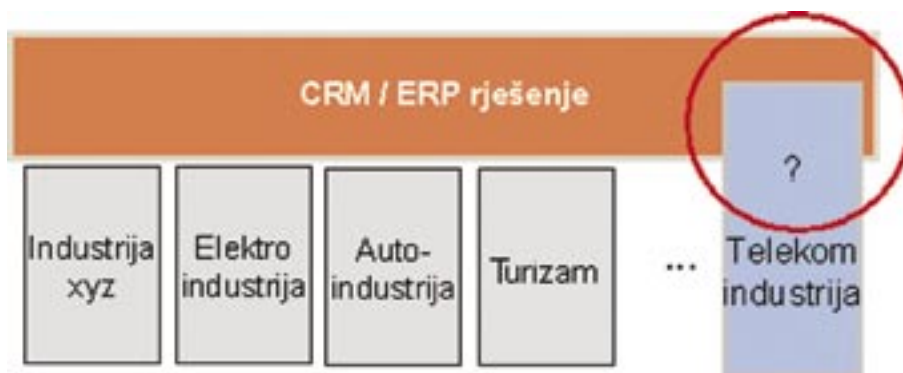 CRM / ERP rješenje
?
Industrija
xyz
Elektro
industrija
Auto-
industrija
Turizam
...
Telekom
industrija